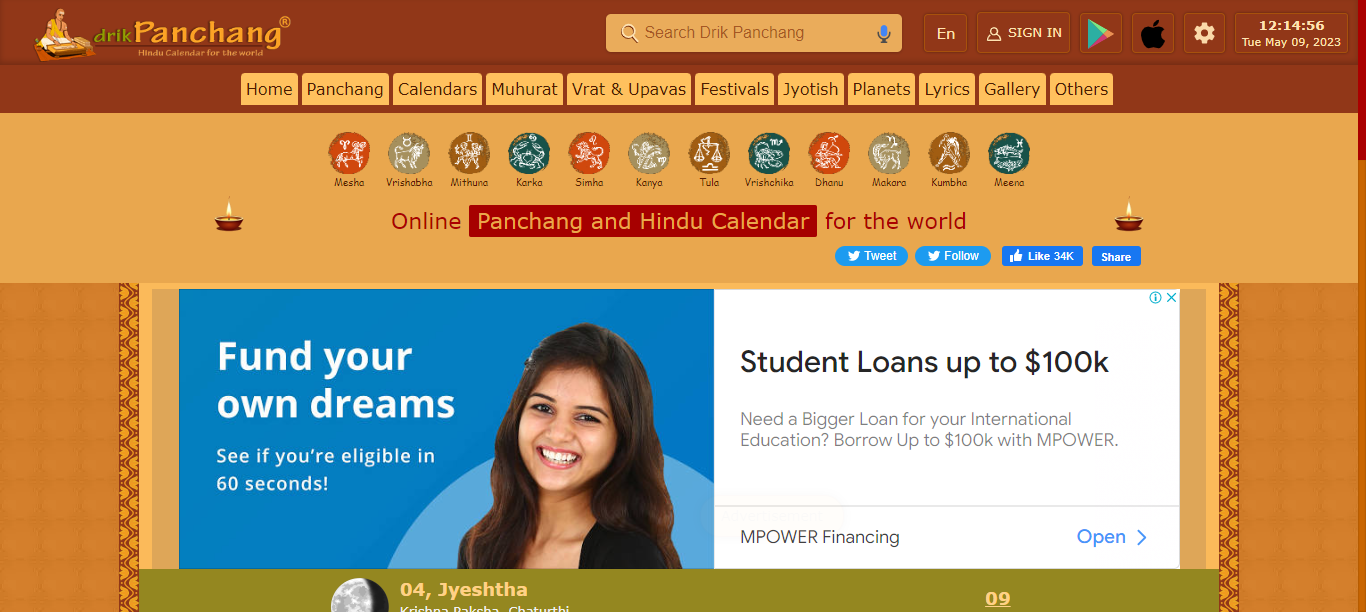 drikPanchang®
Hindu Calendar for the world
Search Drik Panchang
En
SIGN IN
12:14:56
Tue May 09, 2023
Home
Panchang
Calendars
Muhurat
Vrat & Upavas
Festivals
Jyotish
Planets
Lyrics
Gallery
Others
Mesha
Vrishabha
Mithuna
Karka
Simha
Kanya
Tula
Vrishchika
Dhanu
Makara
Kumbha
Meena
Online Panchang and Hindu Calendar for the world
Tweet
Follow
Like 34K
Share
Fund your
own dreams
See if you’re eligible in
60 seconds!
Student Loans up to $100k
Need a Bigger Loan for your International
Education? Borrow Up to $100k with MPOWER.
MPOWER Financing
Open
04, Jyeshtha
Krishna Paksha, Chaturthi
09